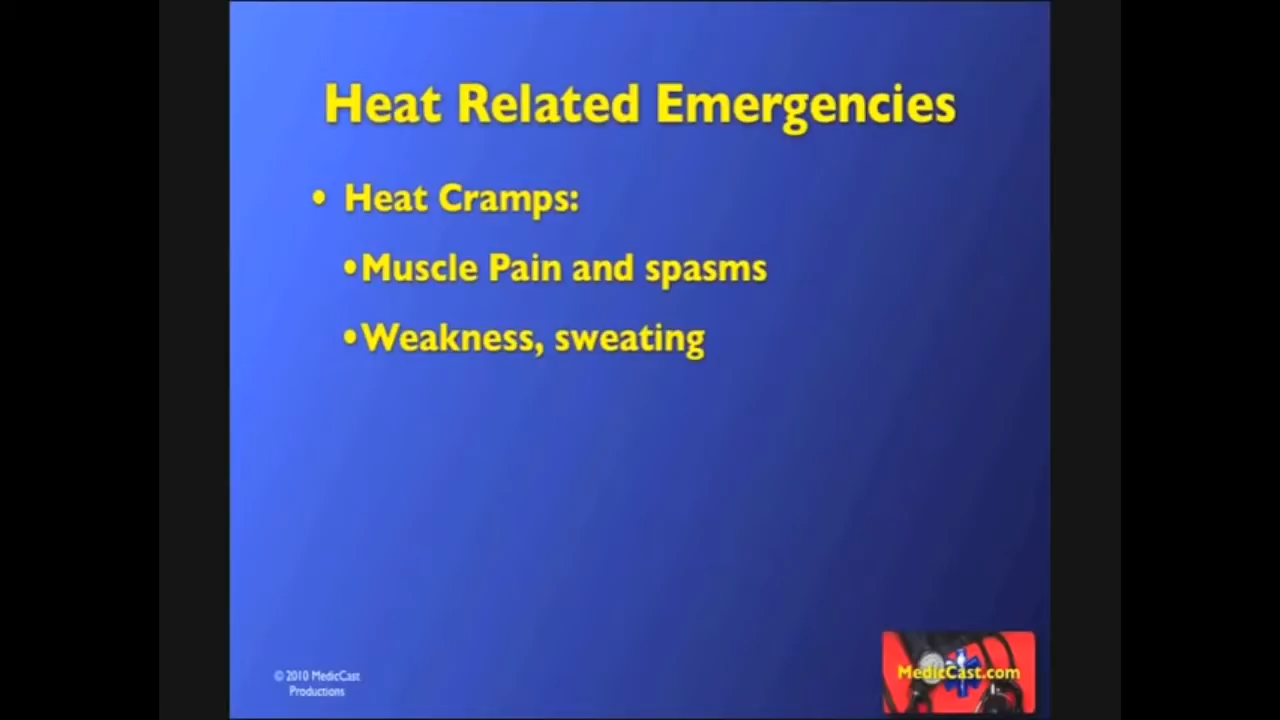 Heat Related Emergencies
• Heat Cramps:
•Muscle Pain and spasms
•Weakness, sweating
© 2010 MedicCast
Productions
MedicCast.com